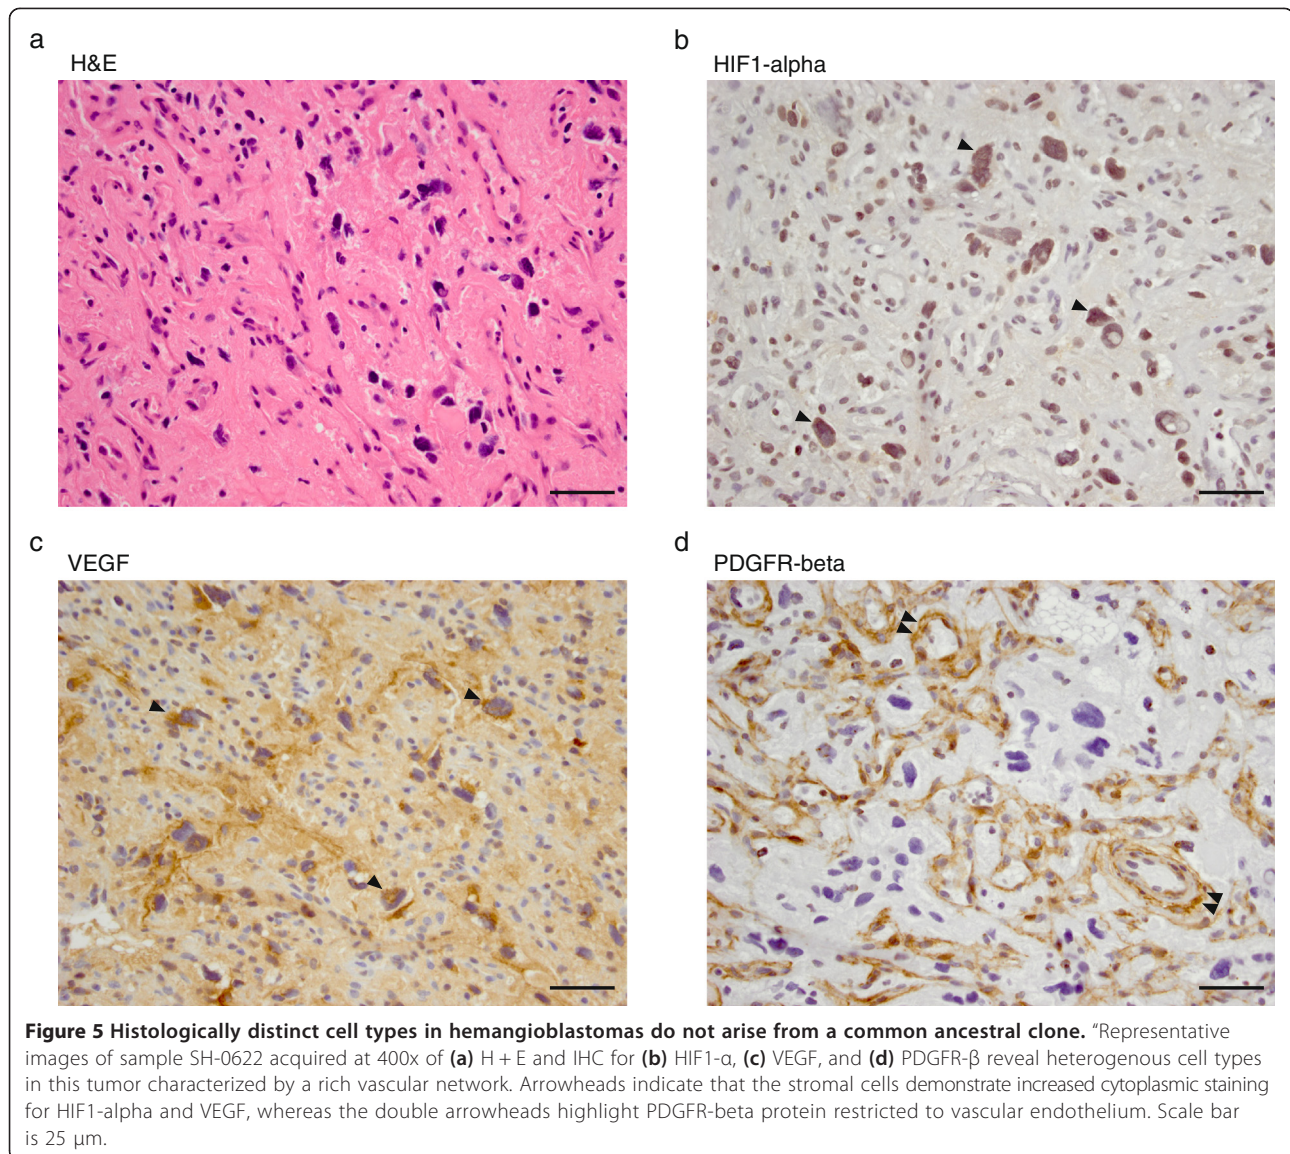 a
H&E
b
HIF1-alpha
c
VEGF
d
PDGFR-beta
Figure 5 Histologically distinct cell types in hemangioblastomas do not arise from a common ancestral clone. "Representative
images of sample SH-0622 acquired at 400x of (a) H + E and IHC for (b) HIF1-α, (c) VEGF, and (d) PDGFR-β reveal heterogenous cell types
in this tumor characterized by a rich vascular network. Arrowheads indicate that the stromal cells demonstrate increased cytoplasmic staining
for HIF1-alpha and VEGF, whereas the double arrowheads highlight PDGFR-beta protein restricted to vascular endothelium. Scale bar
is 25 μm.